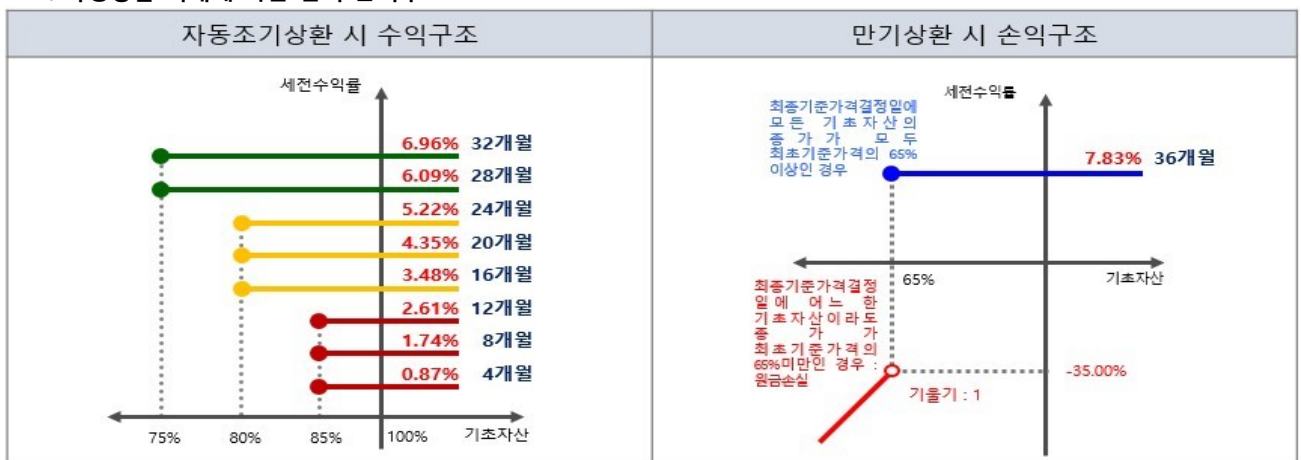 자동조기상환 시 수익구조
만기상환 시 손익구조
세전수익률
6.96% 32개월
6.09% 28개월
5.22% 24개월
4.35% 20개월
3.48% 16개월
2.61% 12개월
1.74% 8개월
0.87% 4개월
75%
80%
85%
100%
기초자산
세전수익률
최종기준가격결정일에
모든 기초자산의
종가가 모두
최초기준가격의 65%
이상인 경우
7.83% 36개월
65%
기초자산
최종기준가격결정
일에 어느 한
기초자산이라도
종가가
최초기준가격의
65%미만인 경우 :
원금손실
-35.00%
기울기 : 1